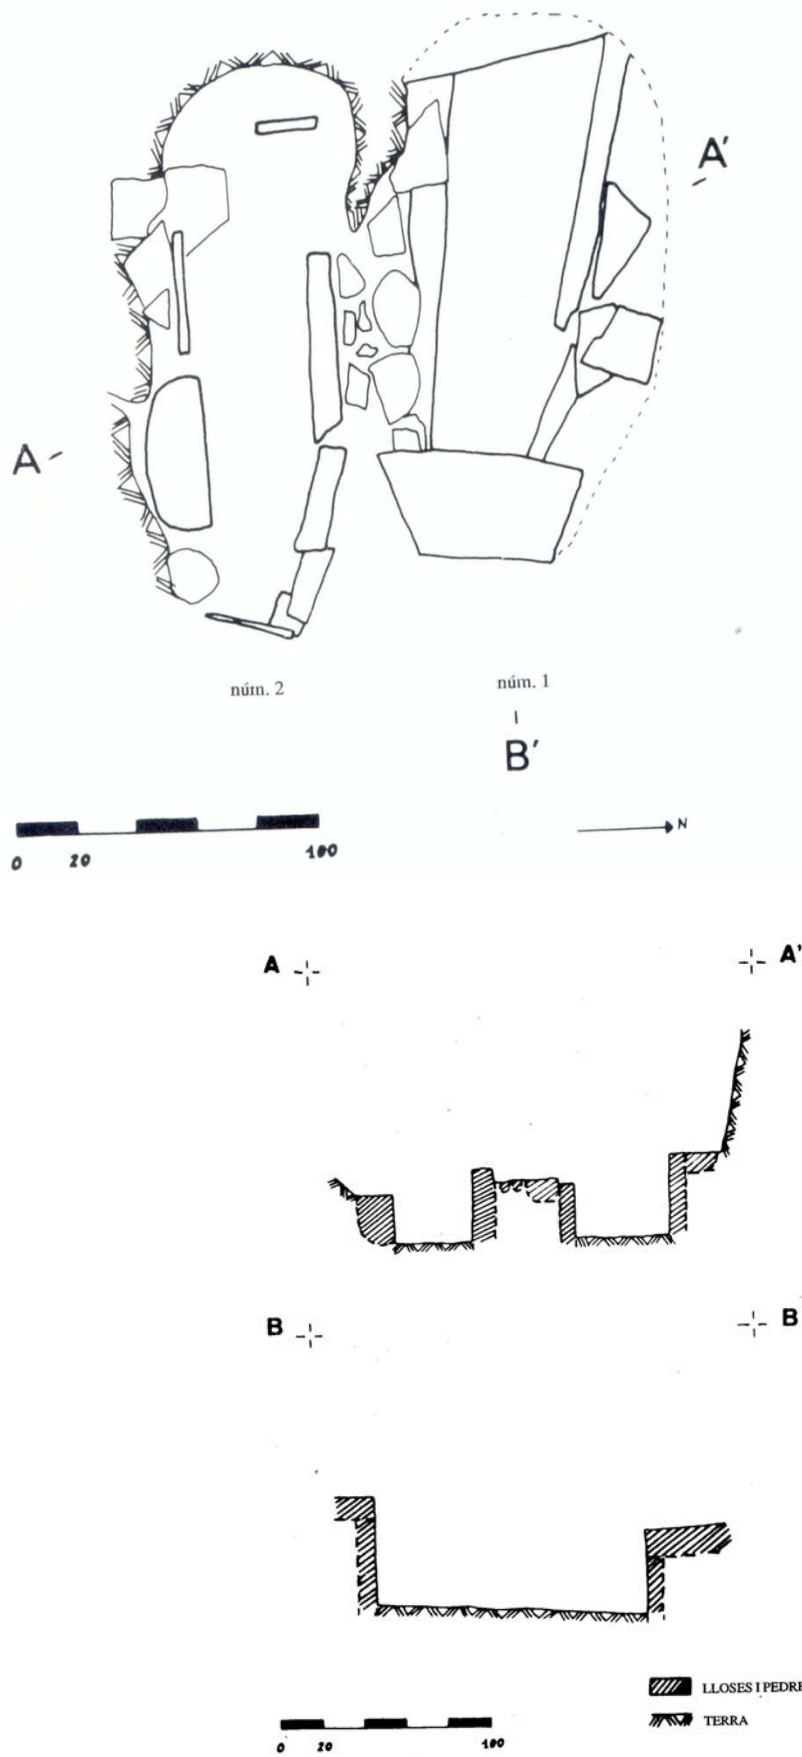 A'
A
núm. 2
núm. 1
B'
0 20 100
N
A A'
B B
LLOSES I PEDRE
TERRA
0 20 100